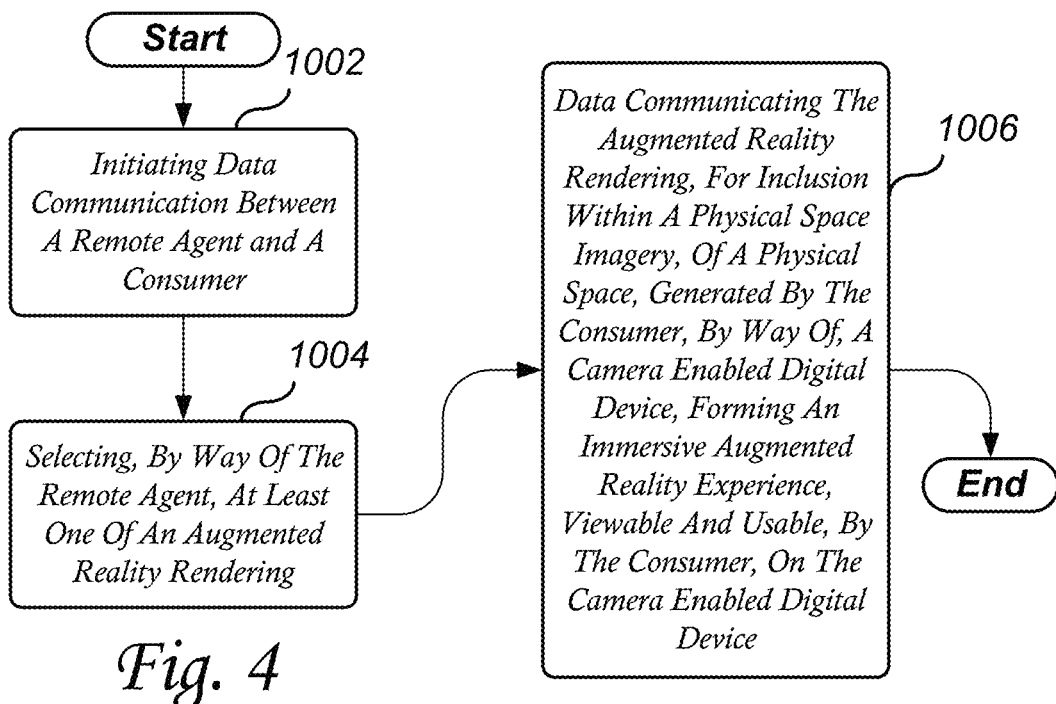 Start
1002
Initiating Data
Communication Between
A Remote Agent and A
Consumer
1004
Selecting, By Way Of The
Remote Agent, At Least
One Of An Augmented
Reality Rendering
1006
Data Communicating The
Augmented Reality
Rendering, For Inclusion
Within A Physical Space
Imagery, Of A Physical
Space, Generated By The
Consumer, By Way Of, A
Camera Enabled Digital
Device, Forming An
Immersive Augmented
Reality Experience,
Viewable And Usable, By
The Consumer, On The
Camera Enabled Digital
Device
End
Fig. 4